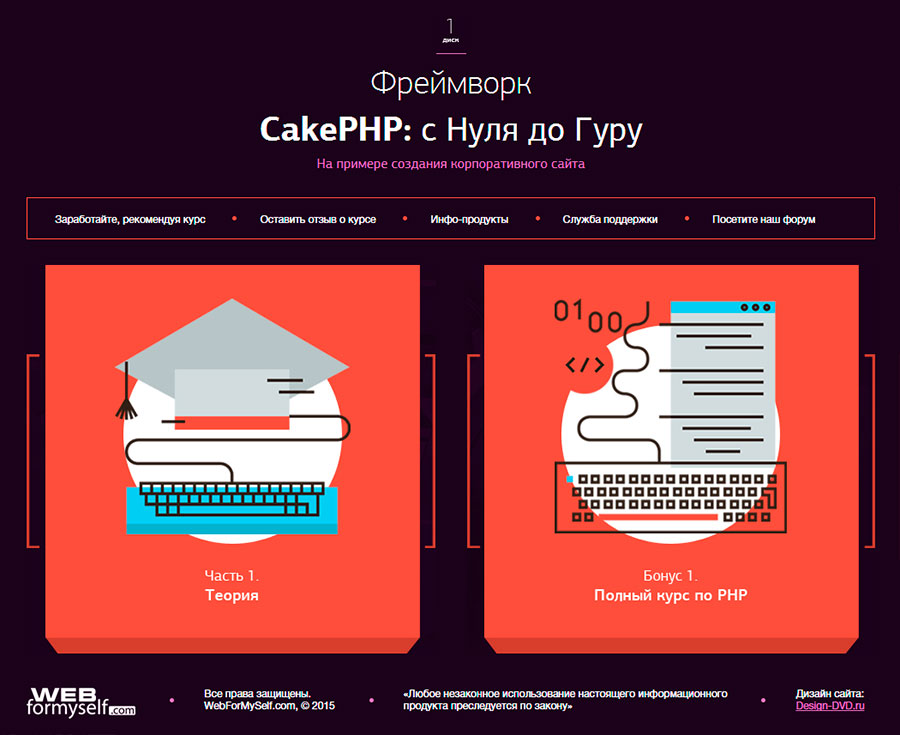 1
диск
Фреймворк
CakePHP: с Нуля до Гуру
На примере создания корпоративного сайта
Заработайте, рекомендуя курс • Оставить отзыв о курсе • Инфо-продукты • Служба поддержки • Посетите наш форум
0100
</>
Часть 1.
Теория
Бонус 1.
Полный курс по PHP
WEB
formyself.com
Все права защищены.
WebForMySelf.com, © 2015
«Любое незаконное использование настоящего информационного
продукта преследуется по закону»
Дизайн сайта:
Design-DVD.ru